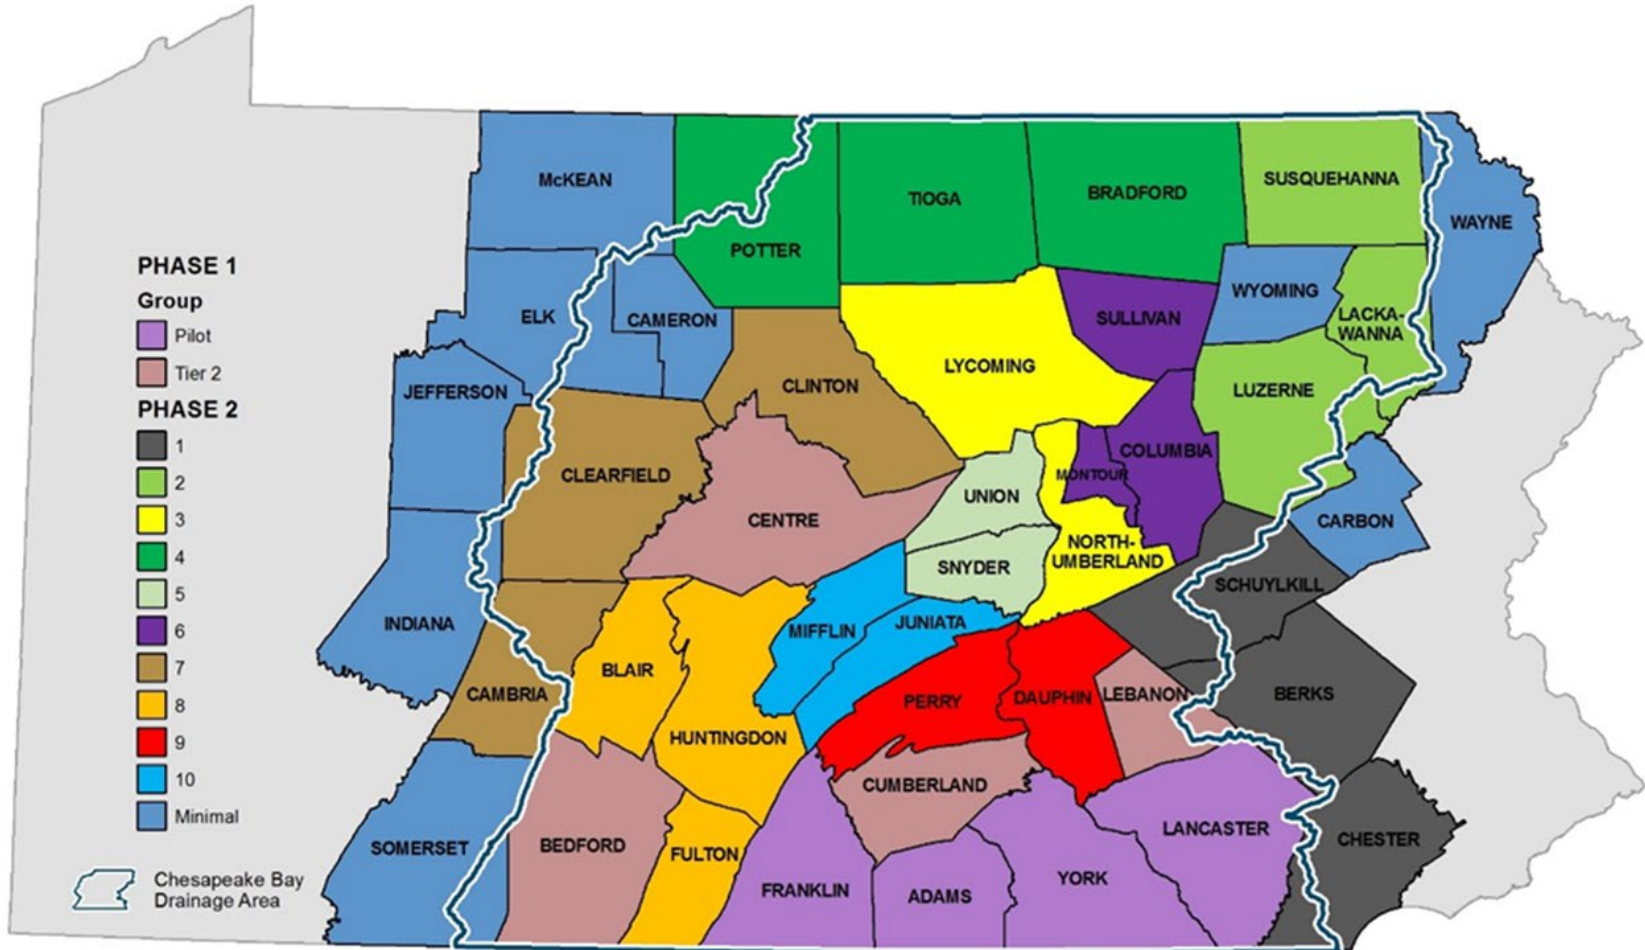 McKEAN
POTTER
TIOGA
BRADFORD
SUSQUEHANNA
WAYNE
ELK
CAMERON
SULLIVAN
WYOMING
LACKA-
WANNA
JEFFERSON
CLINTON
LYCOMING
LUZERNE
CLEARFIELD
CENTRE
UNION
MONTOUR
COLUMBIA
CARBON
SNYDER
NORTH-
UMBERLAND
SCHUYLKILL
INDIANA
CAMBRIA
BLAIR
HUNTINGDON
MIFFLIN
JUNIATA
PERRY
DAUPHIN
LEBANON
BERKS
SOMERSET
BEDFORD
FULTON
FRANKLIN
CUMBERLAND
ADAMS
YORK
LANCASTER
CHESTER
PHASE 1
Group
Pilot
Tier 2
PHASE 2
1
2
3
4
5
6
7
8
9
10
Minimal
Chesapeake Bay
Drainage Area